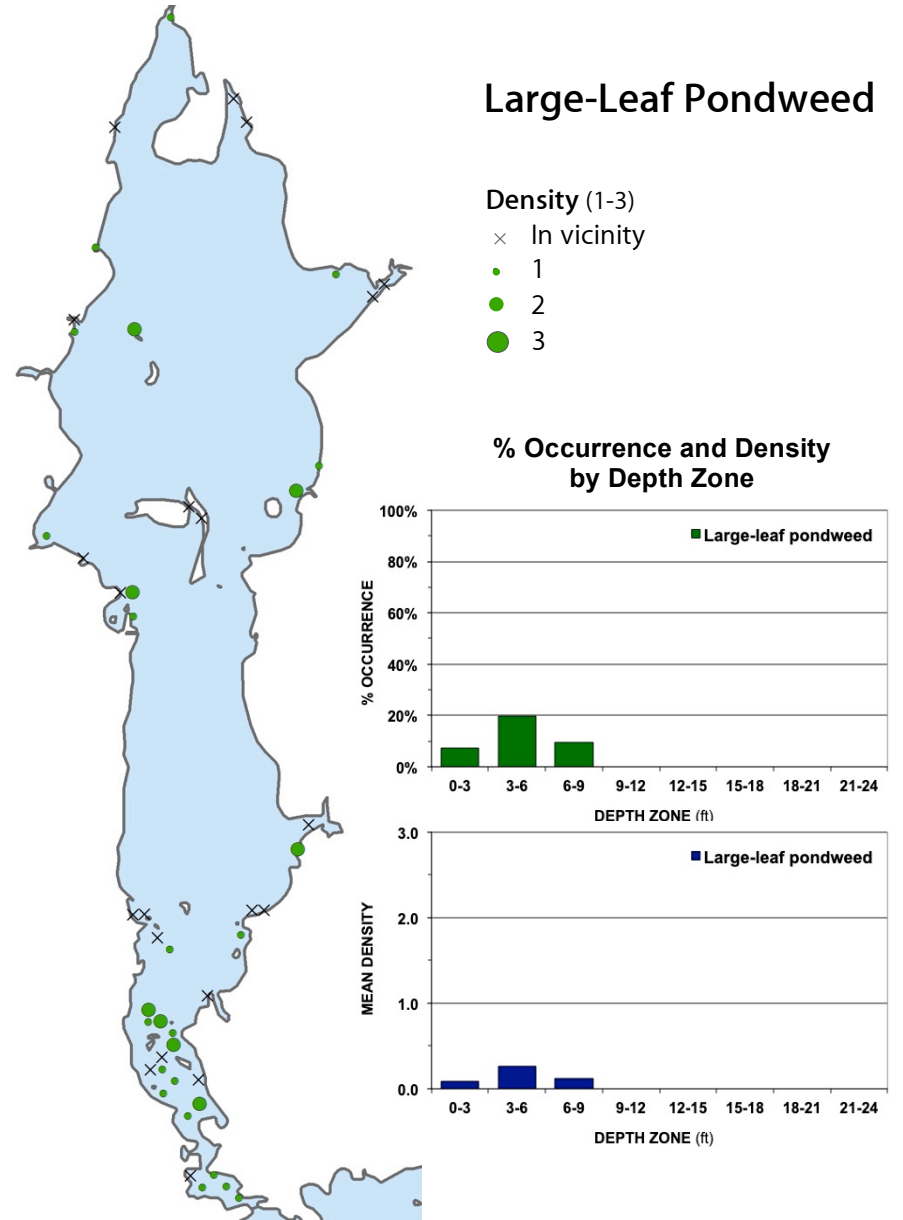 Large-Leaf Pondweed
Density (1-3)
× In vicinity
1
2
3
% Occurrence and Density
by Depth Zone
100%
80%
60%
40%
20%
0%
% OCCURRENCE
Large-leaf pondweed
0-3 3-6 6-9 9-12 12-15 15-18 18-21 21-24
DEPTH ZONE (ft)
3.0
2.0
1.0
0.0
MEAN DENSITY
Large-leaf pondweed
0-3 3-6 6-9 9-12 12-15 15-18 18-21 21-24
DEPTH ZONE (ft)